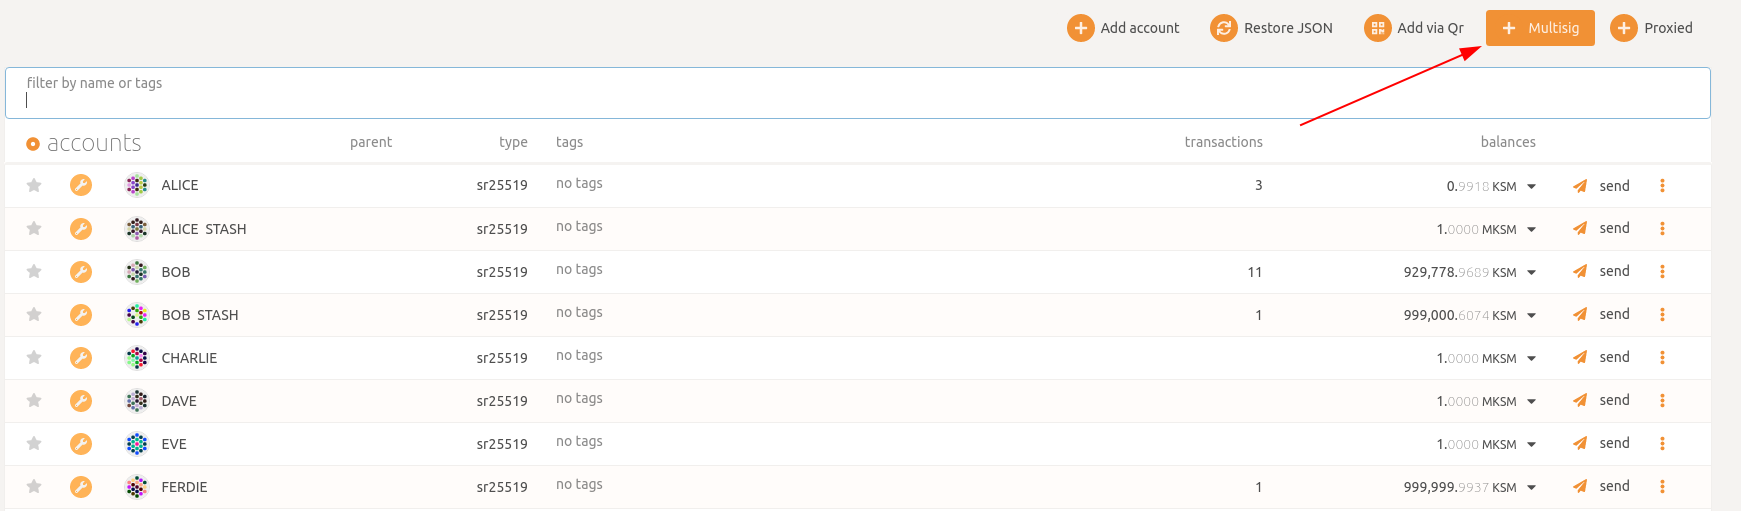 Add account Restore JSON Add via Qr Multisig Proxied
filter by name or tags
accounts parent type tags transactions balances
ALICE sr25519 no tags 3 0.9918 KSM send
ALICE STASH sr25519 no tags 1.0000 MKSM send
BOB sr25519 no tags 11 929,778.9689 KSM send
BOB STASH sr25519 no tags 1 999,000.6074 KSM send
CHARLIE sr25519 no tags 1.0000 MKSM send
DAVE sr25519 no tags 1.0000 MKSM send
EVE sr25519 no tags 1.0000 MKSM send
FERDIE sr25519 no tags 1 999,999.9937 KSM send